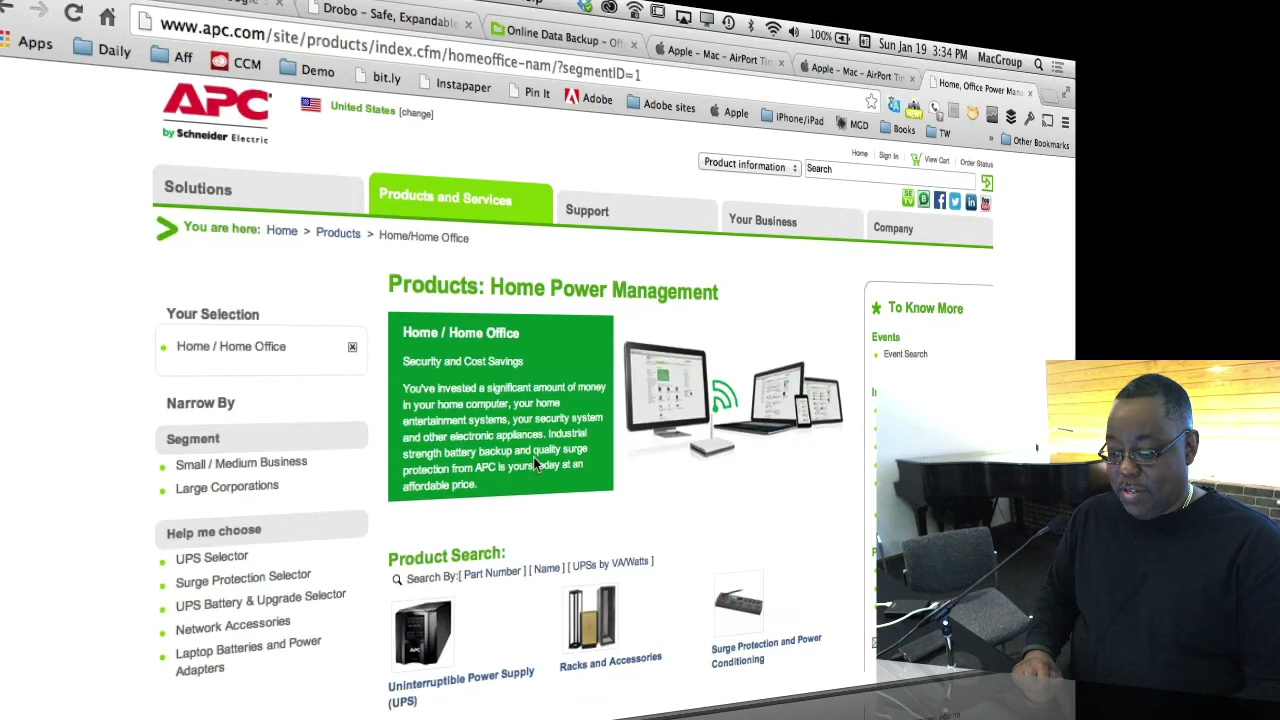 Drobo - Safe, Expandable
Online Data Backup - Off
Apple - Mac - AirPort Tim
Apple - Mac - AirPort Tim
Home, Office Power Mana
100%
Sun Jan 19 3:34 PM
MacGroup
www.apc.com/site/products/index.cfm/homeoffice-nam/?segmentID=1
Apps
Daily
Aff
CCM
Demo
bit.ly
Instapaper
Pin It
Adobe
Adobe sites
Apple
iPhone/iPad
MGD
Books
TW
»
Other Bookmarks
APC
by Schneider Electric
United States [change]
Home
Sign In
View Cart
Order Status
Product information
Search
Solutions
Products and Services
Support
Your Business
Company
You are here: Home > Products > Home/Home Office
Products: Home Power Management
Your Selection
Home / Home Office
Narrow By
Segment
Small / Medium Business
Large Corporations
Help me choose
UPS Selector
Surge Protection Selector
UPS Battery & Upgrade Selector
Network Accessories
Laptop Batteries and Power
Adapters
Home / Home Office
Security and Cost Savings
You've invested a significant amount of money
in your home computer, your home
entertainment systems, your security system
and other electronic appliances. Industrial
strength battery backup and quality surge
protection from APC is yours today at an
affordable price.
To Know More
Events
Event Search
Product Search:
Search By:[ Part Number ] [ Name ] [ UPSs by VA/Watts ]
APC
Uninterruptible Power Supply
(UPS)
Racks and Accessories
Surge Protection and Power
Conditioning